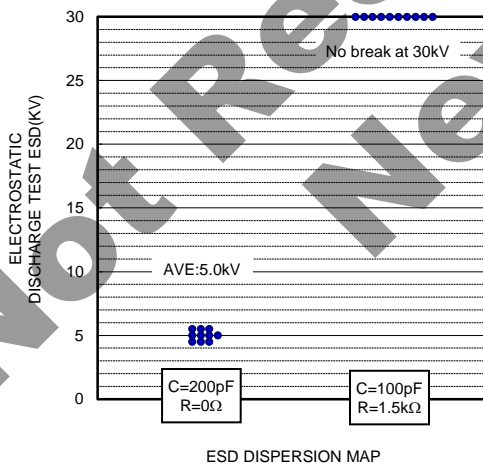 30
25
20
15
10
5
0
ELECTROSTATIC
DISCHARGE TEST ESD(KV)
No break at 30kV
AVE:5.0kV
C=200pF
R=0Ω
C=100pF
R=1.5kΩ
ESD DISPERSION MAP
Not